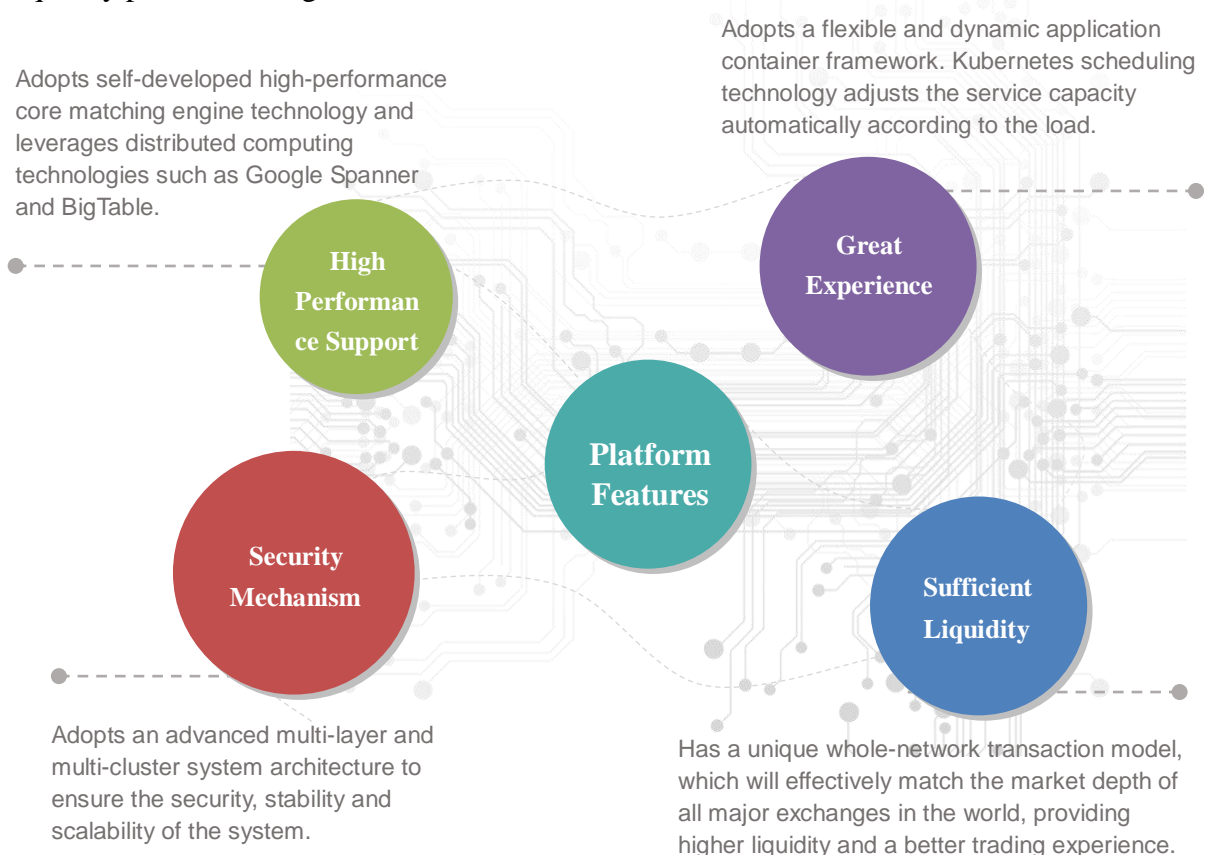 Adopts a flexible and dynamic application
container framework. Kubernetes scheduling
technology adjusts the service capacity
automatically according to the load.
Adopts self-developed high-performance
core matching engine technology and
leverages distributed computing
technologies such as Google Spanner
and BigTable.
High
Performan
ce Support
Great
Experience
Platform
Features
Security
Mechanism
Sufficient
Liquidity
Adopts an advanced multi-layer and
multi-cluster system architecture to
ensure the security, stability and
scalability of the system.
Has a unique whole-network transaction model,
which will effectively match the market depth of
all major exchanges in the world, providing
higher liquidity and a better trading experience.